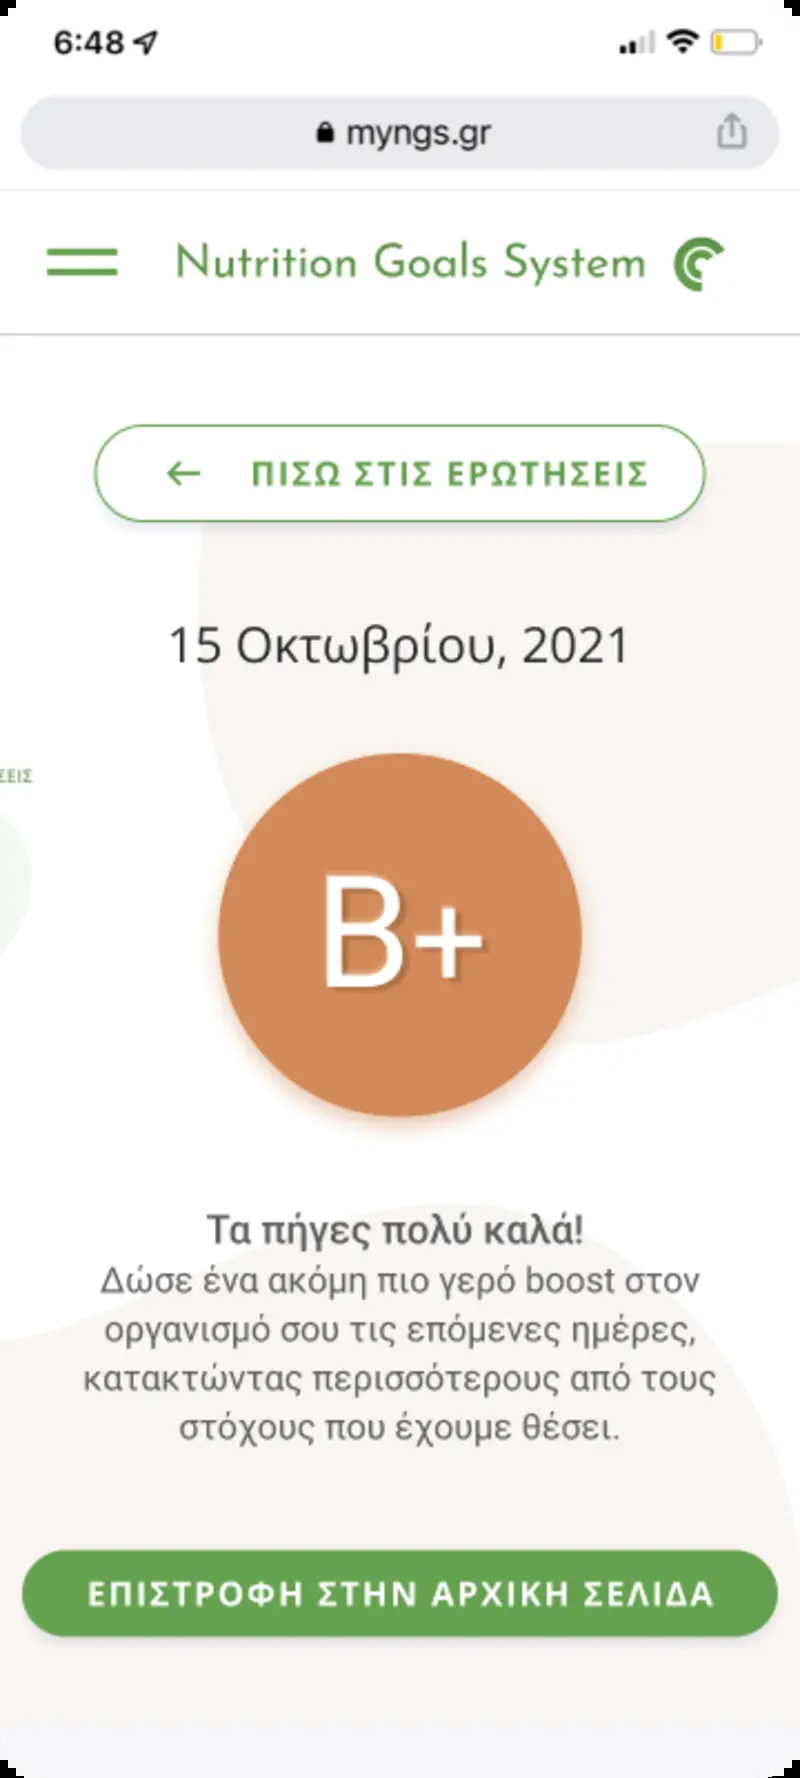 6:48
myngs.gr
Nutrition Goals System
← ΠΙΣΩ ΣΤΙΣ ΕΡΩΤΗΣΕΙΣ
15 Οκτωβρίου, 2021
ΣΕΙΣ
B+
Τα πήγες πολύ καλά!
Δώσε ένα ακόμη πιο γερό boost στον
οργανισμό σου τις επόμενες ημέρες,
κατακτώντας περισσότερους από τους
στόχους που έχουμε θέσει.
ΕΠΙΣΤΡΟΦΗ ΣΤΗΝ ΑΡΧΙΚΗ ΣΕΛΙΔΑ